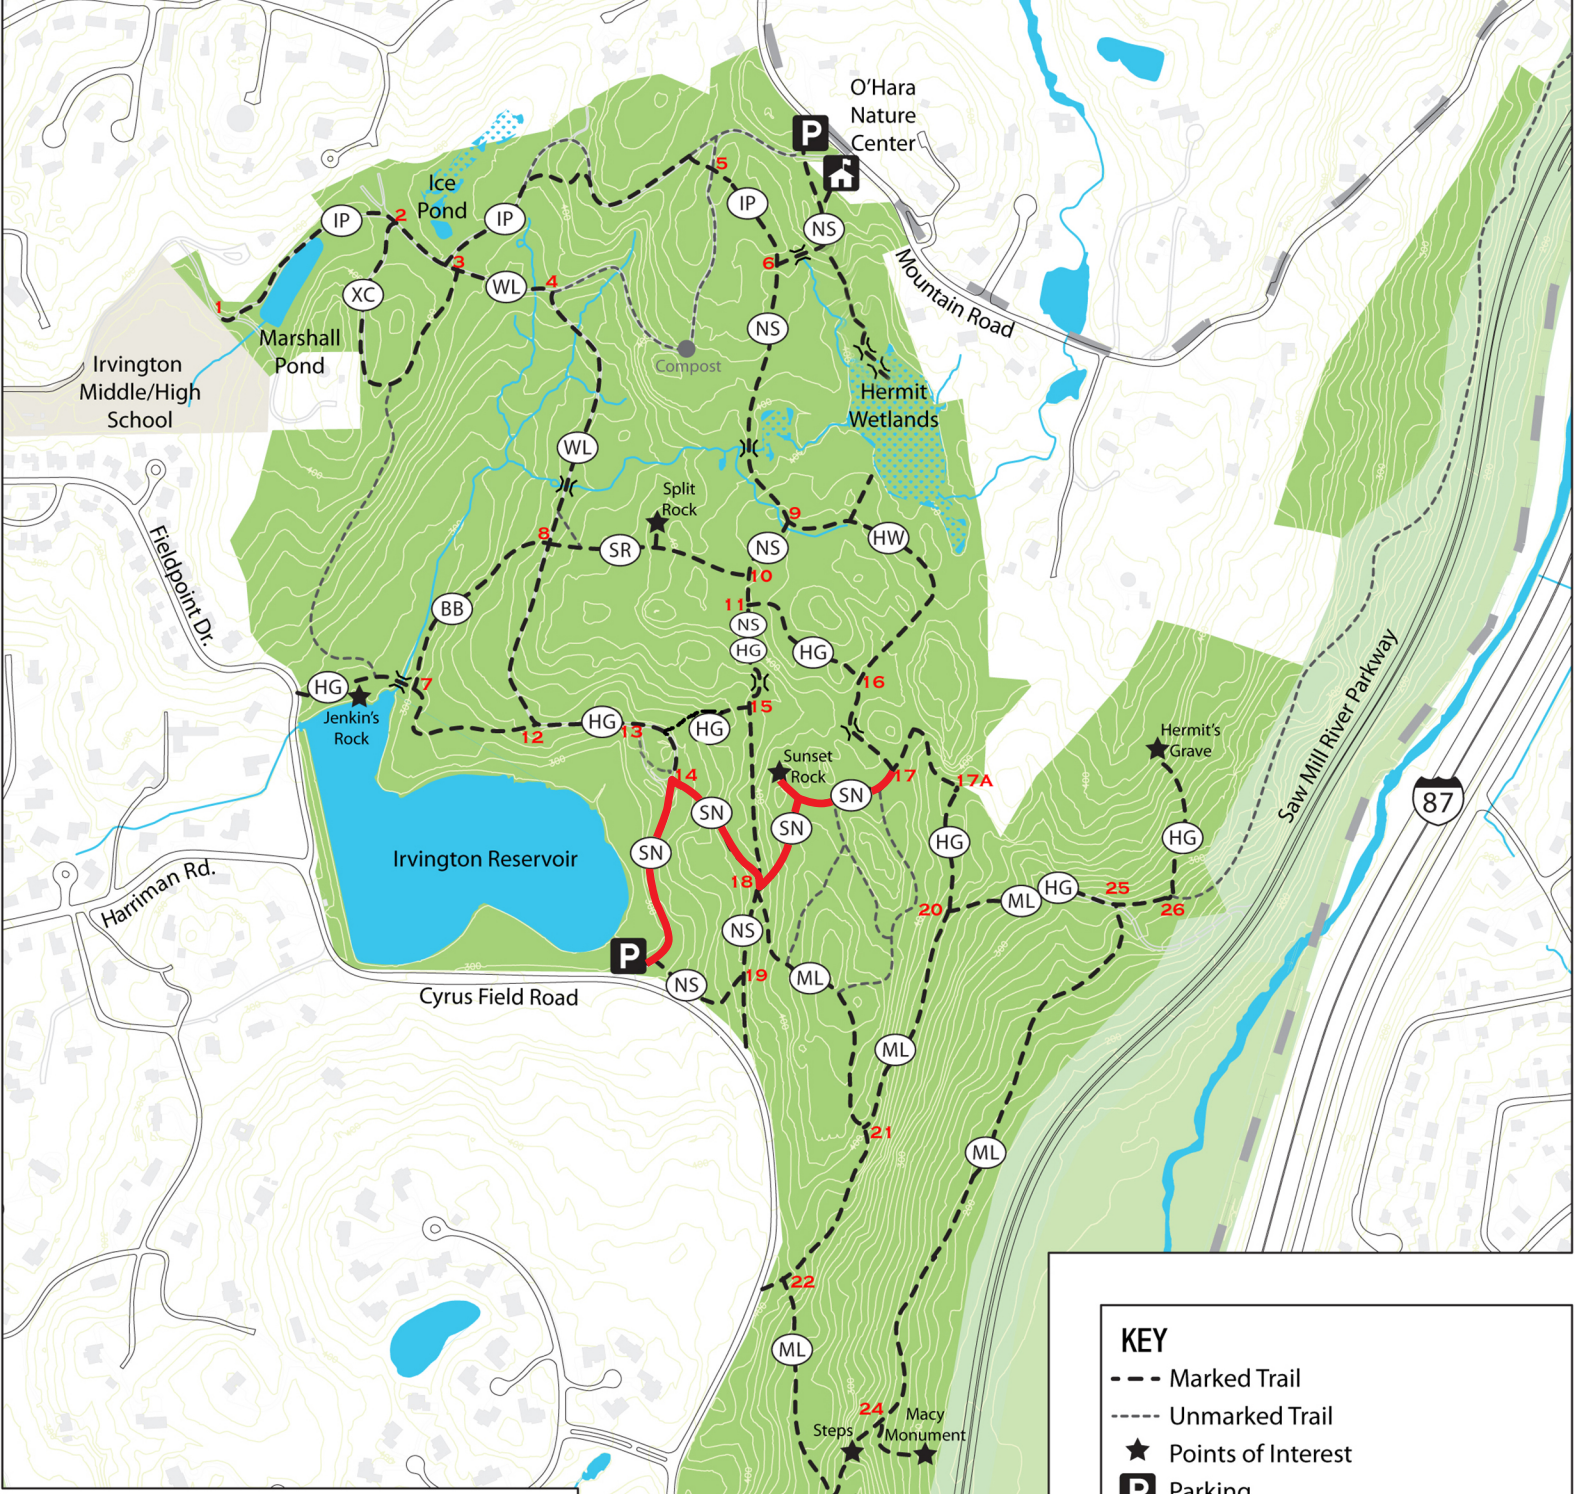 O'Hara
Nature
Center
P
5
Ice
Pond
IP
2
IP
IP
NS
3
6
WL
4
Mountain Road
XC
1
NS
Marshall
Pond
Compost
Irvington
Middle/High
School
Hermit
Wetlands
400
WL
Split
Rock
9
8
NS
HW
SR
10
Fieldpoint Dr.
BB
11
NS
HG
HG
16
HG
7
Jenkin's
Rock
15
HG
13
HG
12
Hermit's
Grave
Saw Mill River Parkway
Sunset
Rock
14
17
17A
SN
87
SN
SN
HG
HG
SN
Irvington Reservoir
18
Harriman Rd.
ML
HG
25
20
26
NS
P
300
19
ML
NS
Cyrus Field Road
ML
21
ML
22
ML
KEY
Marked Trail
24
Macy
Monument
Steps
Unmarked Trail
Points of Interest
P
Parking